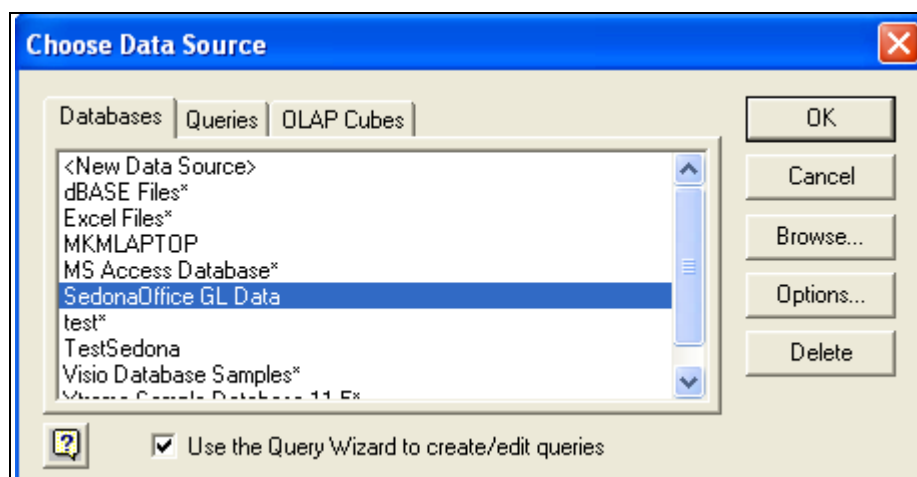 Choose Data Source
Databases Queries OLAP Cubes
<New Data Source>
dBASE Files*
Excel Files*
MKMLAPTOP
MS Access Database*
SedonaOffice GL Data
test*
TestSedona
Visio Database Samples*
OK
Cancel
Browse...
Options...
Delete
Use the Query Wizard to create/edit queries